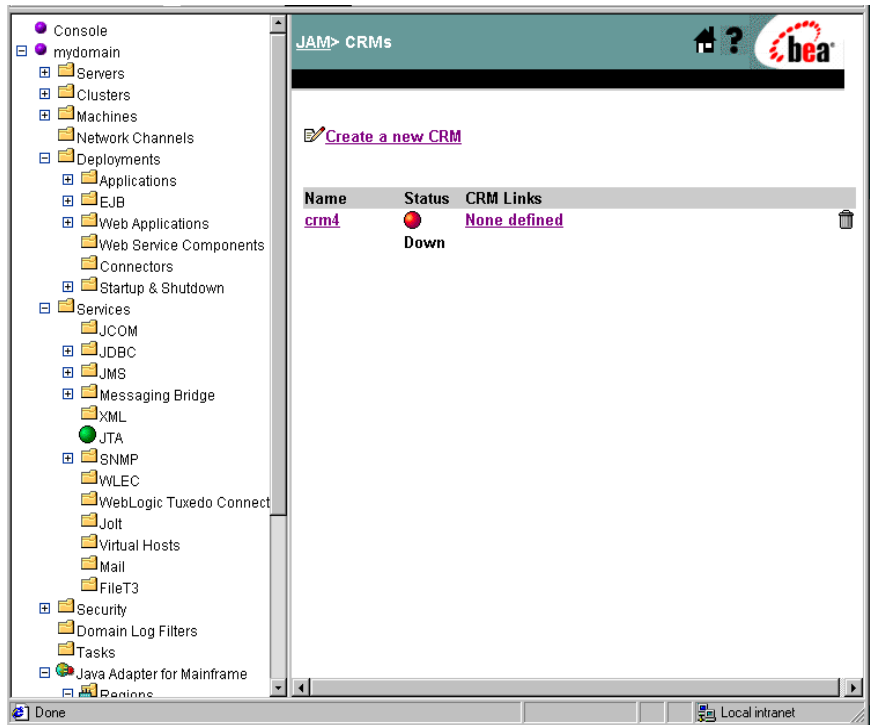 Console
mydomain
Servers
Clusters
Machines
Network Channels
Deployments
Applications
EJB
Web Applications
Web Service Components
Connectors
Startup & Shutdown
Services
JCOM
JDBC
JMS
Messaging Bridge
XML
JTA
SNMP
WLEC
WebLogic Tuxedo Connect
Jolt
Virtual Hosts
Mail
FileT3
Security
Domain Log Filters
Tasks
Java Adapter for Mainframe
Regions
JAM> CRMs
?
bea
Create a new CRM
Name Status CRM Links
crm4 None defined
Down
Done Local intranet